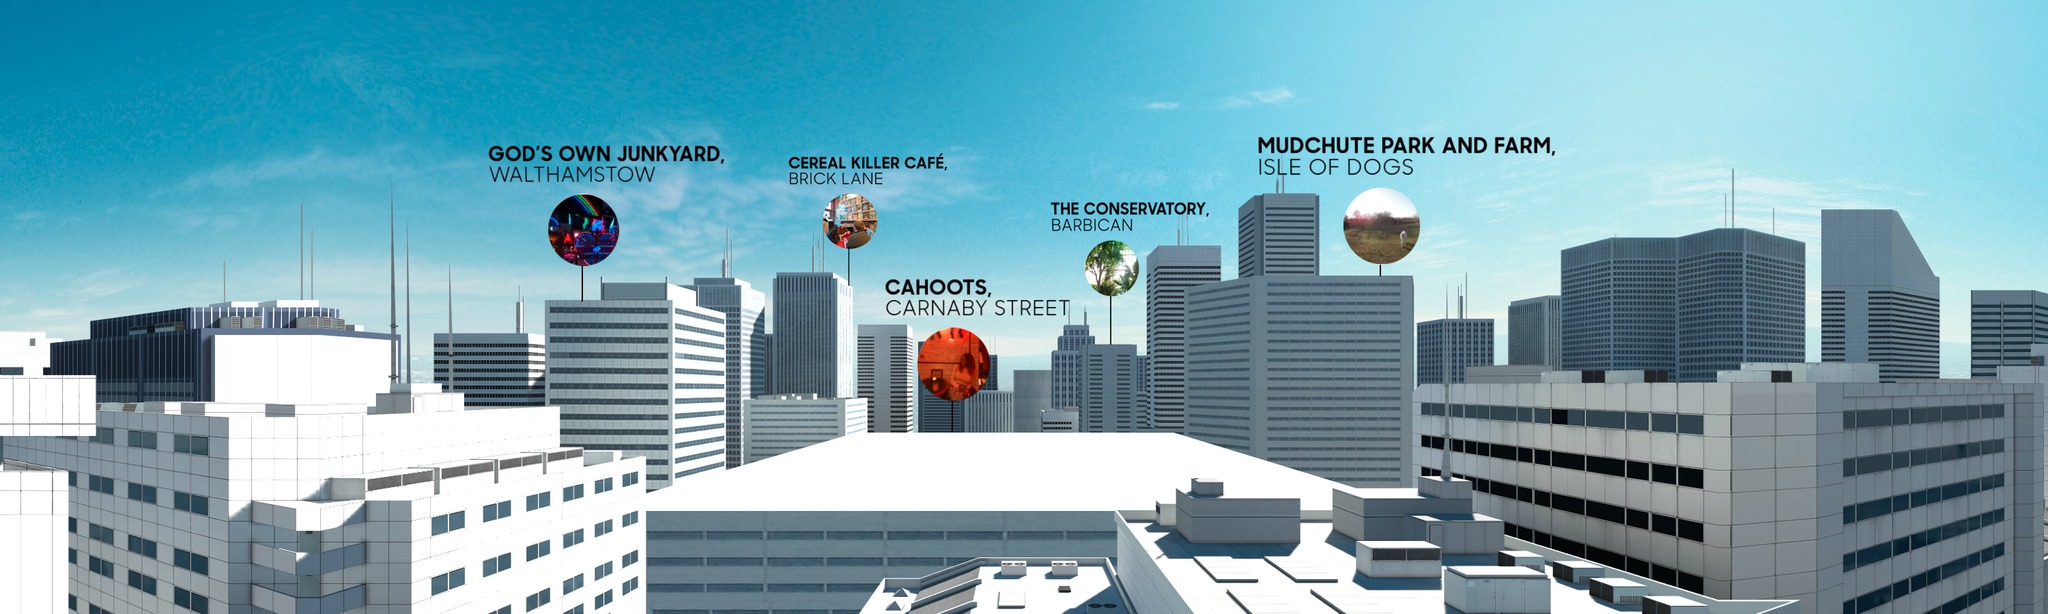 GOD'S OWN JUNKYARD,
WALTHAMSTOW
CEREAL KILLER CAFÉ,
BRICK LANE
CAHOOTS,
CARNABY STREET
THE CONSERVATORY,
BARBICAN
MUDCHUTE PARK AND FARM,
ISLE OF DOGS